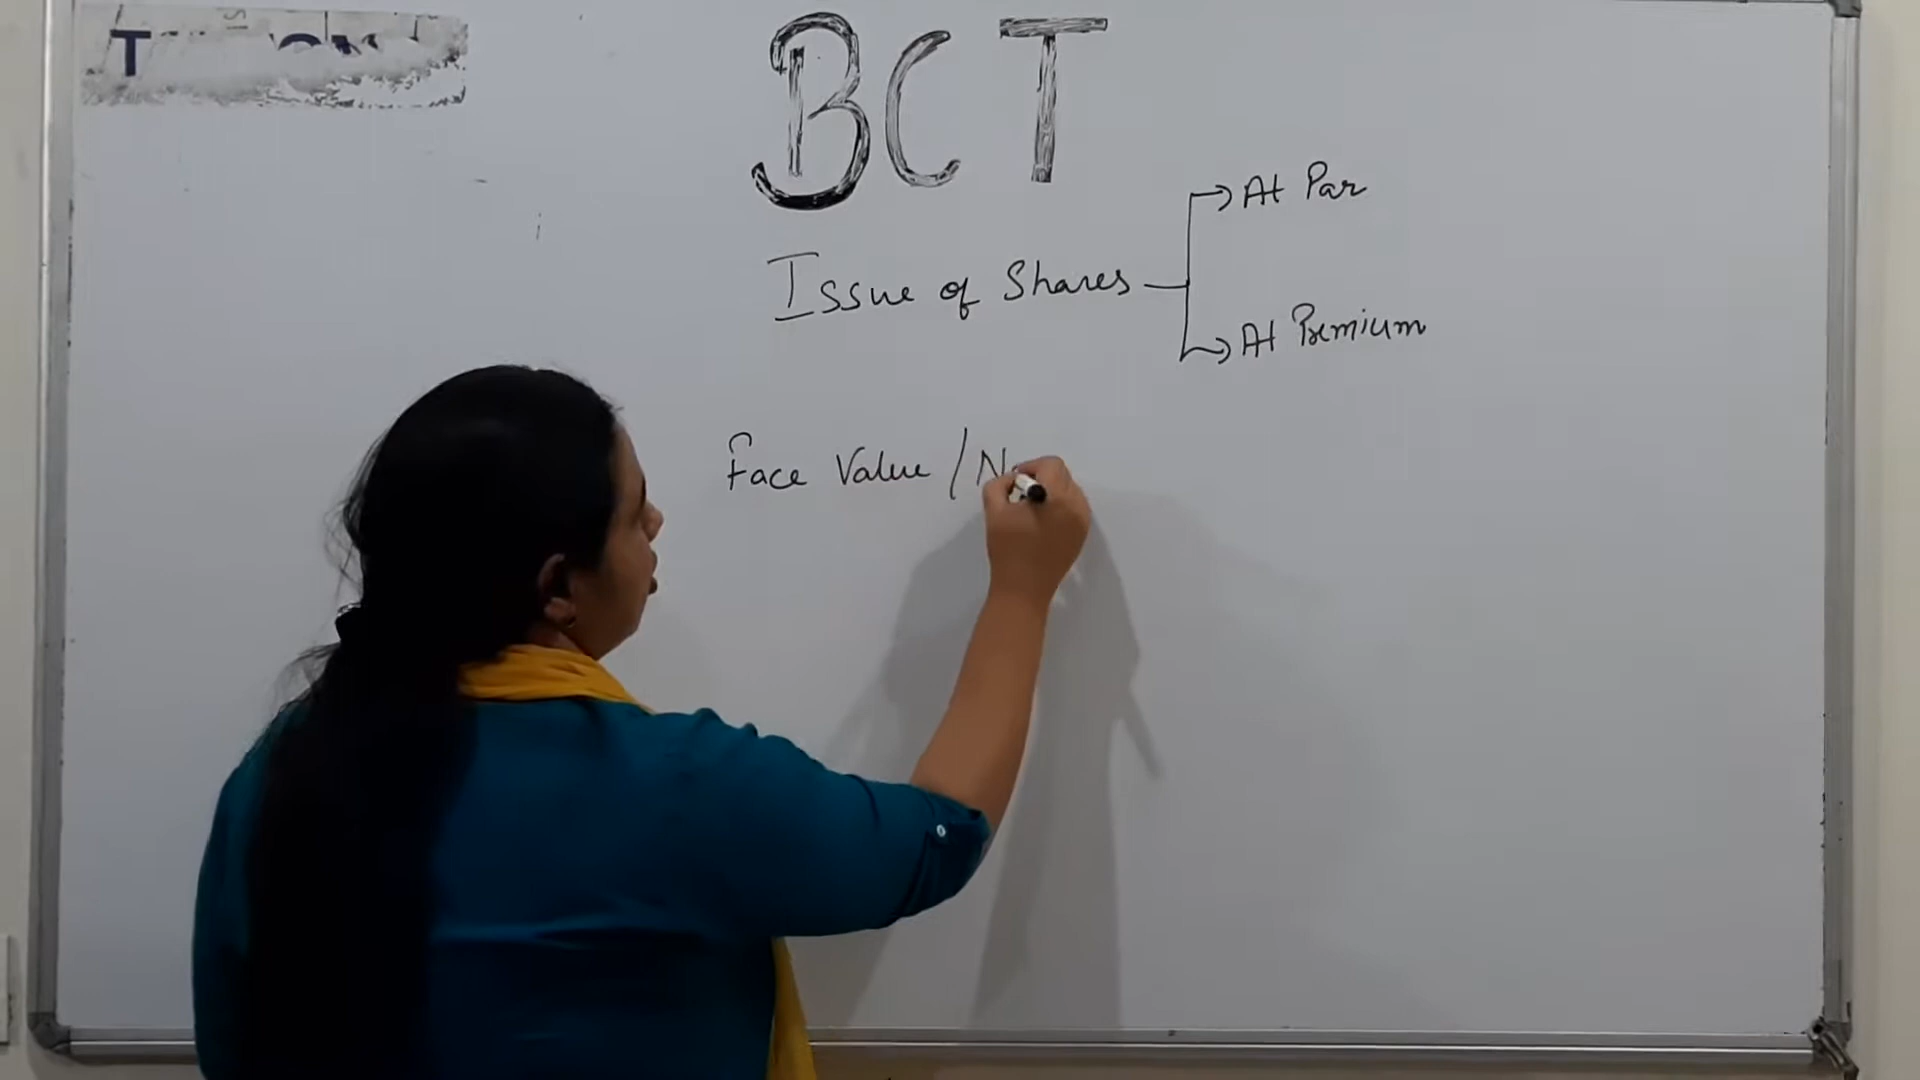 BCT
At Par
Issue of Shares
At Premium
Face Value / N